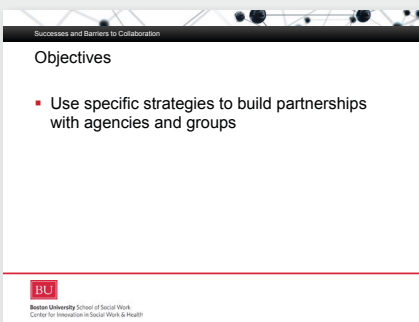 Successes and Barriers to Collaboration
Objectives
▪ Use specific strategies to build partnerships
with agencies and groups
BU
Boston University School of Social Work
Center for Innovation in Social Work & Health